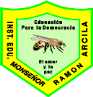 Educación
Para la Democracia
El amor
y la
paz
INST. EDU.
MONSEÑOR
RAMON
ARCILA